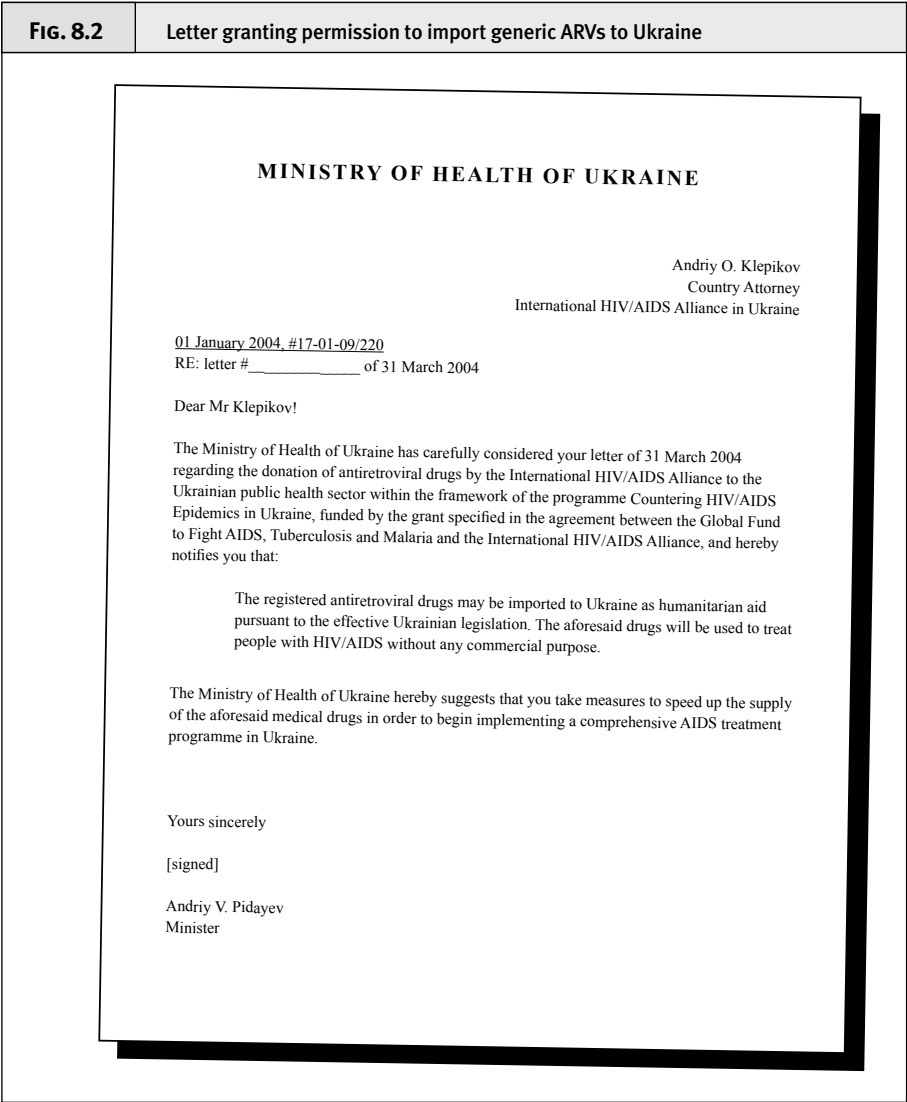 FIG. 8.2
Letter granting permission to import generic ARVs to Ukraine
MINISTRY OF HEALTH OF UKRAINE
Andriy O. Klepikov
Country Attorney
International HIV/AIDS Alliance in Ukraine
01 January 2004, #17-01-09/220
RE: letter #_______________ of 31 March 2004
Dear Mr Klepikov!
The Ministry of Health of Ukraine has carefully considered your letter of 31 March 2004
regarding the donation of antiretroviral drugs by the International HIV/AIDS Alliance to the
Ukrainian public health sector within the framework of the programme Countering HIV/AIDS
Epidemics in Ukraine, funded by the grant specified in the agreement between the Global Fund
to Fight AIDS, Tuberculosis and Malaria and the International HIV/AIDS Alliance, and hereby
notifies you that:
The registered antiretroviral drugs may be imported to Ukraine as humanitarian aid
pursuant to the effective Ukrainian legislation. The aforesaid drugs will be used to treat
people with HIV/AIDS without any commercial purpose.
The Ministry of Health of Ukraine hereby suggests that you take measures to speed up the supply
of the aforesaid medical drugs in order to begin implementing a comprehensive AIDS treatment
programme in Ukraine.
Yours sincerely
[signed]
Andriy V. Pidayev
Minister